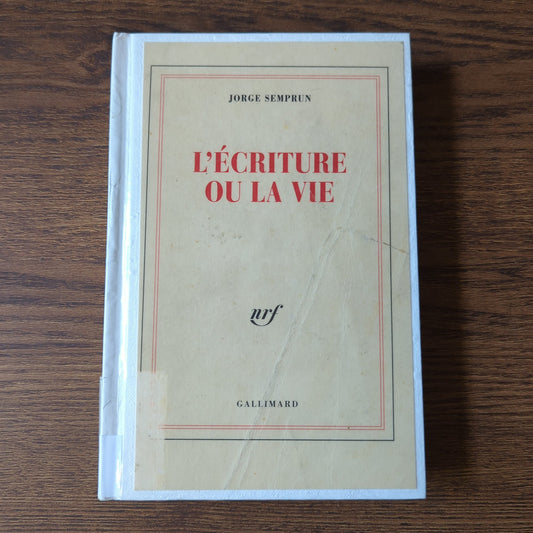 JORGE SEMPRUN
L'ÉCRITURE
OU LA VIE
nrf
GALLIMARD